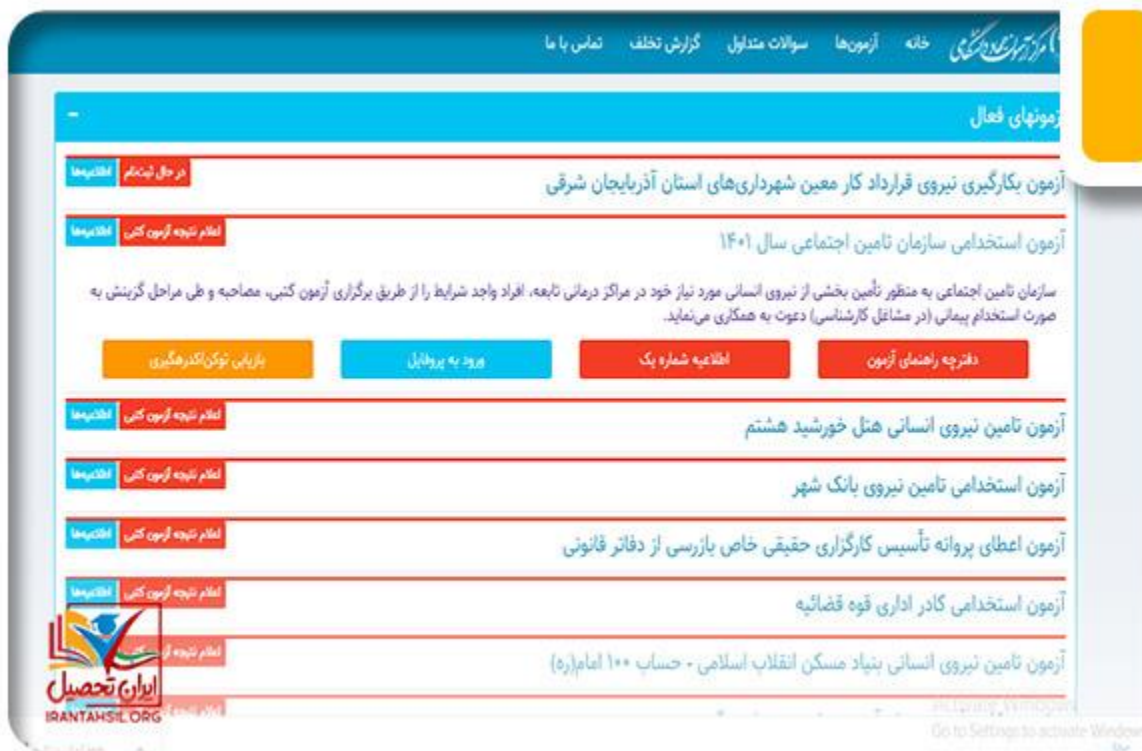 خانه آزمون‌ها سوالات متداول گزارش تخلف تماس با ما
زمونهای فعال
آزمون بکارگیری نیروی قرارداد کار معین شهرداری‌های استان آذربایجان شرقی
در حال ثبت‌نام اطلاعیه‌ها
آزمون استخدامی سازمان تامین اجتماعی سال ۱۴۰۱
اعلام نتیجه آزمون کتبی اطلاعیه‌ها
سازمان تامین اجتماعی به منظور تأمین بخشی از نیروی انسانی مورد نیاز خود در مراکز درمانی تابعه، افراد واجد شرایط را از طریق برگزاری آزمون کتبی، مصاحبه و طی مراحل گزینش به
صورت استخدام پیمانی (در مشاغل کارشناسی) دعوت به همکاری می‌نماید.
دفترچه راهنمای آزمون اطلاعیه شماره یک ورود به پروفایل بازیابی توکن/کدرهگیری
آزمون تامین نیروی انسانی هتل خورشید هشتم
اعلام نتیجه آزمون کتبی اطلاعیه‌ها
آزمون استخدامی تامین نیروی بانک شهر
اعلام نتیجه آزمون کتبی اطلاعیه‌ها
آزمون اعطای پروانه تأسیس کارگزاری حقیقی خاص بازرسی از دفاتر قانونی
اعلام نتیجه آزمون کتبی اطلاعیه‌ها
آزمون استخدامی کادر اداری قوه قضائیه
اعلام نتیجه آزمون کتبی اطلاعیه‌ها
آزمون تامین نیروی انسانی بنیاد مسکن انقلاب اسلامی - حساب ۱۰۰ امام(ره)
ایران تحصیل
IRANTAHSIL.ORG
Activate Windows
Go to Settings to activate Window